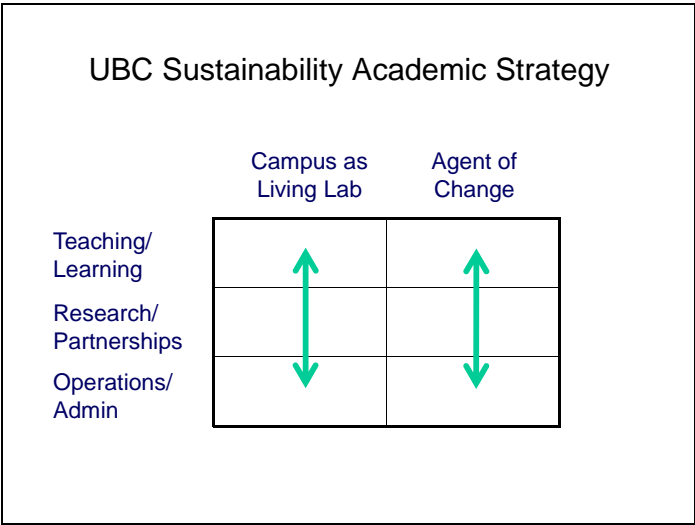 UBC Sustainability Academic Strategy
Campus as
Living Lab
Agent of
Change
Teaching/
Learning
Research/
Partnerships
Operations/
Admin